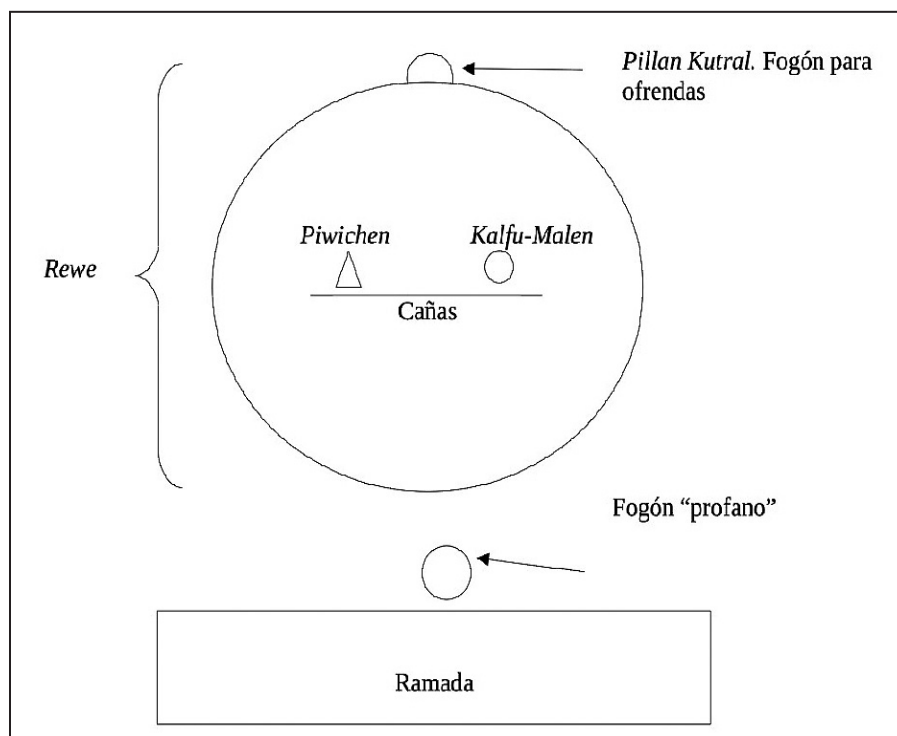 Pillan Kutral. Fogón para
ofrendas
Piwichen
Kalfu-Malen
Rewe
Cañas
Fogón “profano”
Ramada